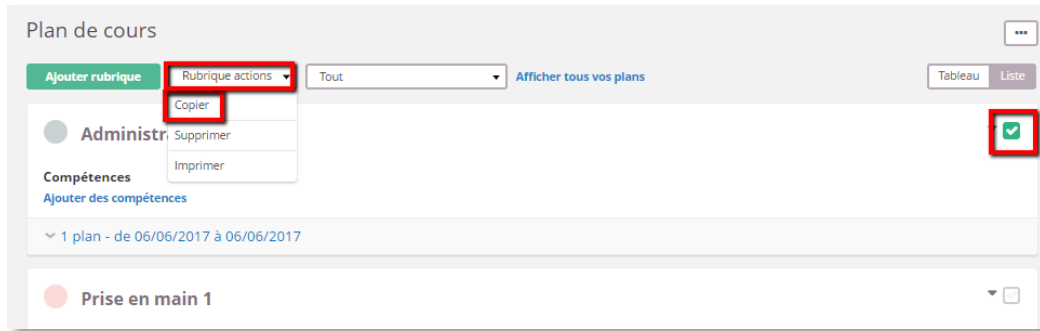 Plan de cours
Ajouter rubrique Rubrique actions Tout Afficher tous vos plans Tableau Liste
Copier
Administr
Supprimer
Imprimer
Compétences
Ajouter des compétences
1 plan - de 06/06/2017 à 06/06/2017
Prise en main 1